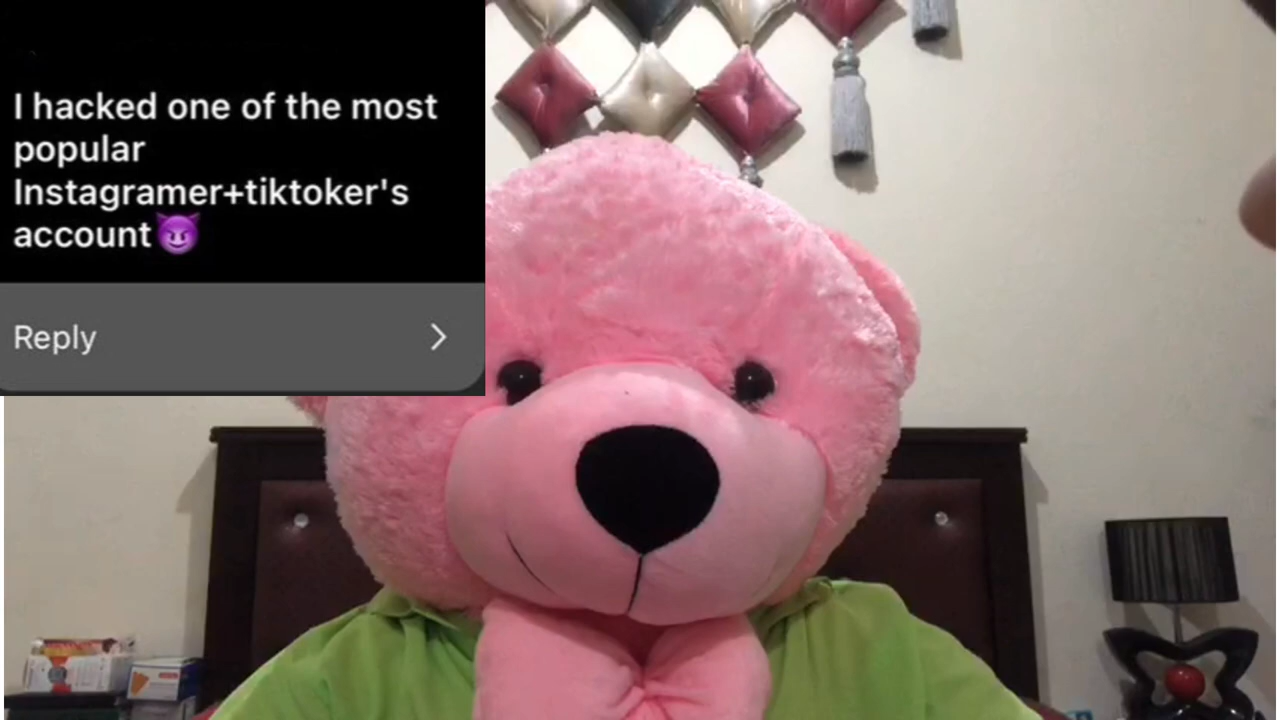 I hacked one of the most
popular
Instagramer+tiktoker's
account😈
Reply